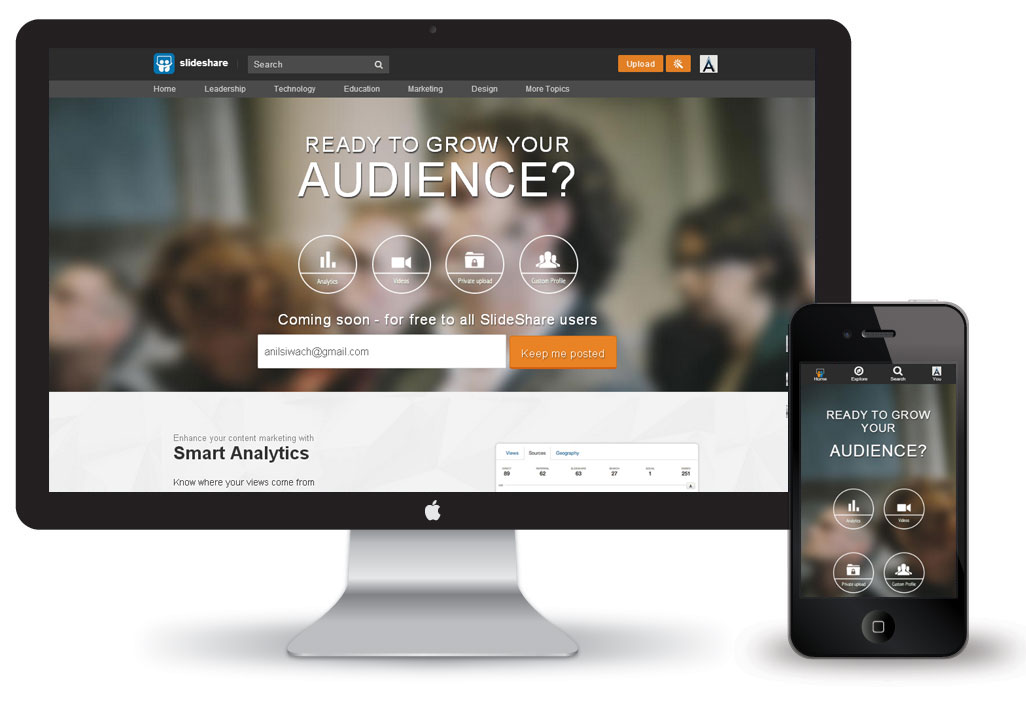 slideshare
Search
Upload
Home Leadership Technology Education Marketing Design More Topics
READY TO GROW YOUR
AUDIENCE?
Analytics Videos Private upload Custom Profile
Coming soon - for free to all SlideShare users
anilsiwach@gmail.com Keep me posted
Enhance your content marketing with
Smart Analytics
Know where your views come from
Views Sources Geography
89 62 63 27 1 251
Home Explore Search You
READY TO GROW
YOUR
AUDIENCE?
Analytics Videos
Private upload Custom Profile